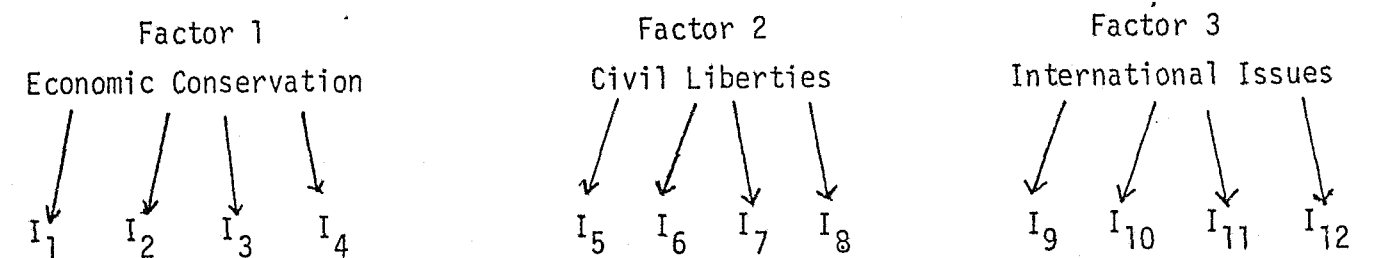 Factor 1 Factor 2 Factor 3
Economic Conservation Civil Liberties International Issues
I1 I2 I3 I4 I5 I6 I7 I8 I9 I10 I11 I12